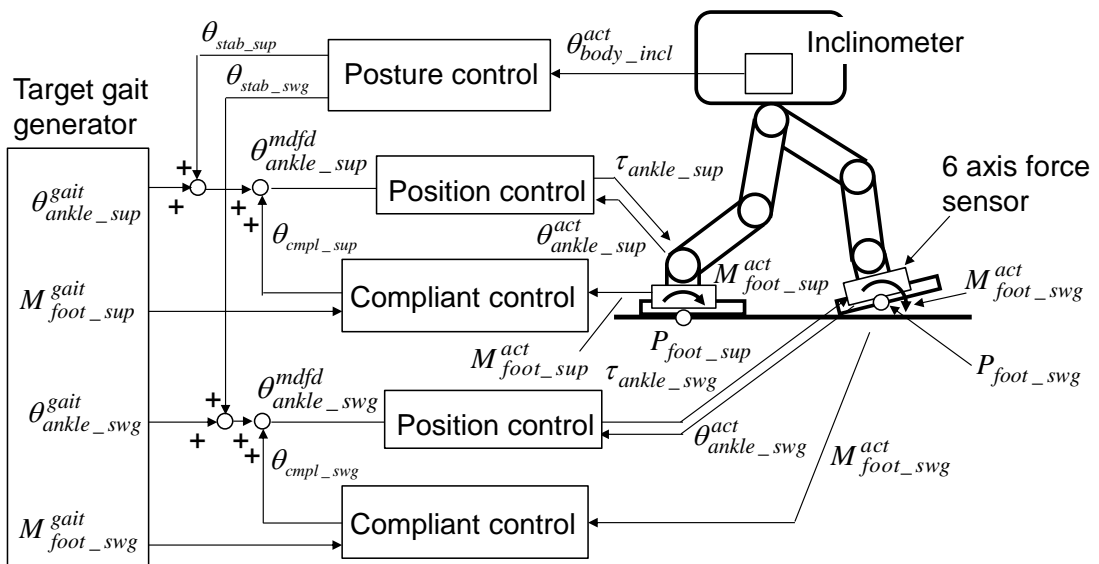 θ_stab_sup
θ_stab_swg
Posture control
θ^act_body_incl
Inclinometer
Target gait
generator
θ^gait_ankle_sup
+
+
+
+
θ^mdfd_ankle_sup
Position control
τ_ankle_sup
θ^act_ankle_sup
6 axis force
sensor
θ_cmpl_sup
M^gait_foot_sup
Compliant control
M^act_foot_sup
M^act_foot_sup
P_foot_sup
M^act_foot_swg
P_foot_swg
θ^gait_ankle_swg
+
+
+
+
θ^mdfd_ankle_swg
Position control
τ_ankle_swg
θ^act_ankle_swg
M^act_foot_swg
θ_cmpl_swg
M^gait_foot_swg
Compliant control